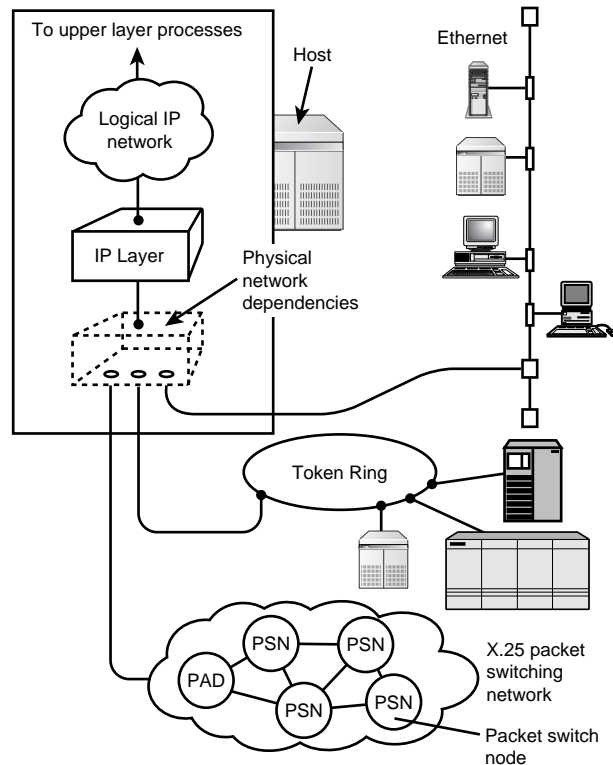 To upper layer processes
Logical IP
network
Host
Ethernet
IP Layer
Physical
network
dependencies
Token Ring
PSN
PSN
PAD
PSN
PSN
X.25 packet
switching
network
Packet switch
node